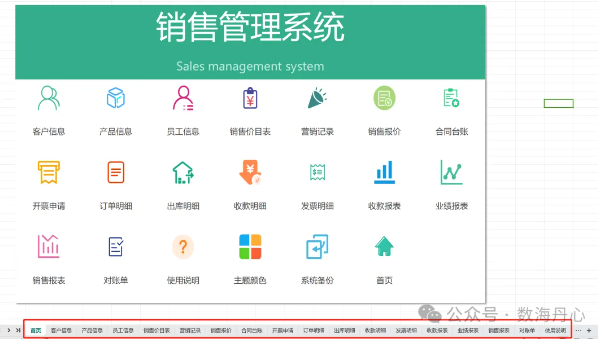 销售管理系统
Sales management system
客户信息 产品信息 员工信息 销售价目表 营销记录 销售报价 合同台账
开票申请 订单明细 出库明细 收款明细 发票明细 收款报表 业绩报表
销售报表 对账单 使用说明 主题颜色 系统备份 首页
公众号 · 数海丹心
首页 客户信息 产品信息 员工信息 销售价目表 营销记录 销售报价 合同台账 开票申请 订单明细 出库明细 收款明细 发票明细 收款报表 业绩报表 销售报表 对账单 使用说明